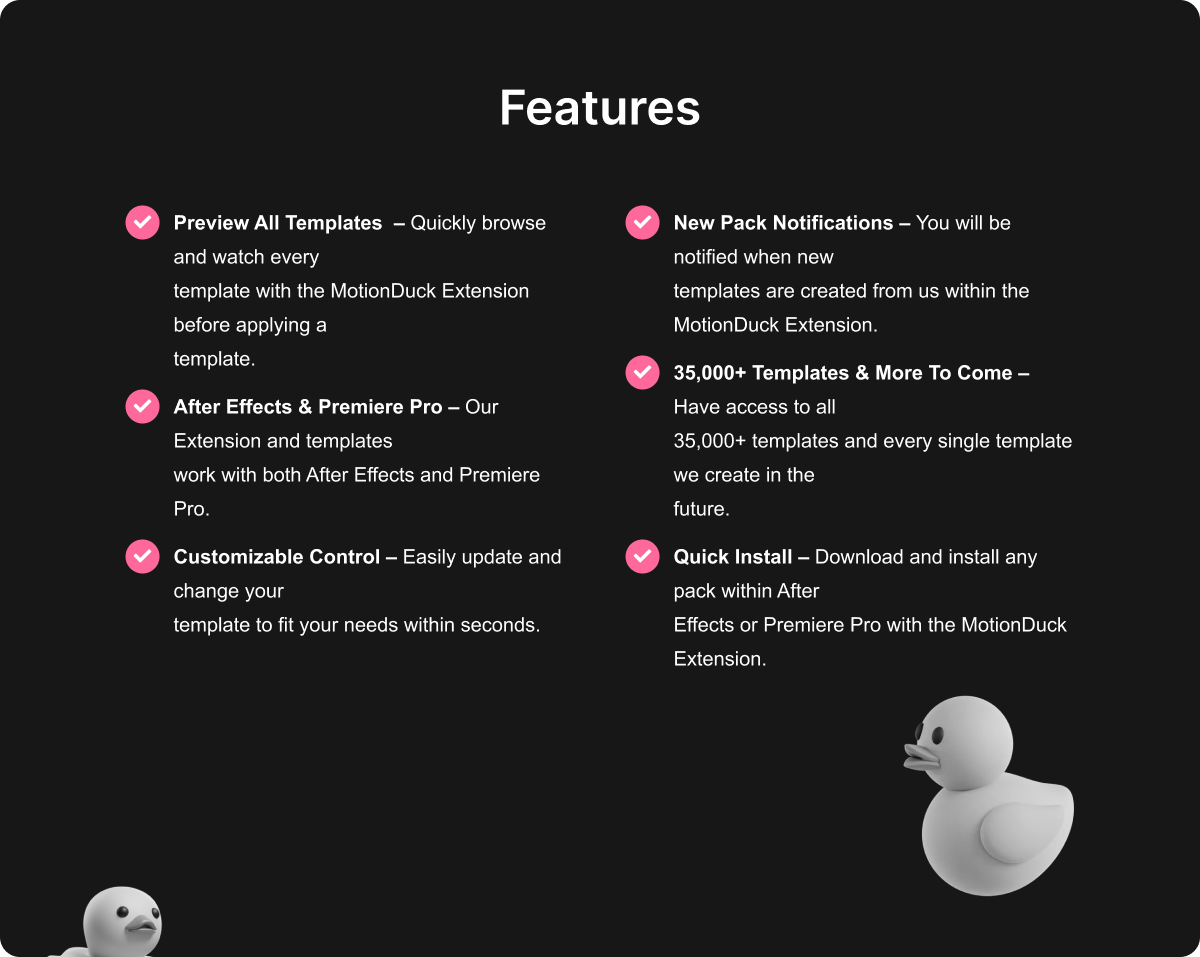 Features
Preview All Templates  – Quickly browse
and watch every
template with the MotionDuck Extension
before applying a
template.
After Effects & Premiere Pro – Our
Extension and templates
work with both After Effects and Premiere
Pro.
Customizable Control – Easily update and
change your
template to fit your needs within seconds.
New Pack Notifications – You will be
notified when new
templates are created from us within the
MotionDuck Extension.
35,000+ Templates & More To Come –
Have access to all
35,000+ templates and every single template
we create in the
future.
Quick Install – Download and install any
pack within After
Effects or Premiere Pro with the MotionDuck
Extension.